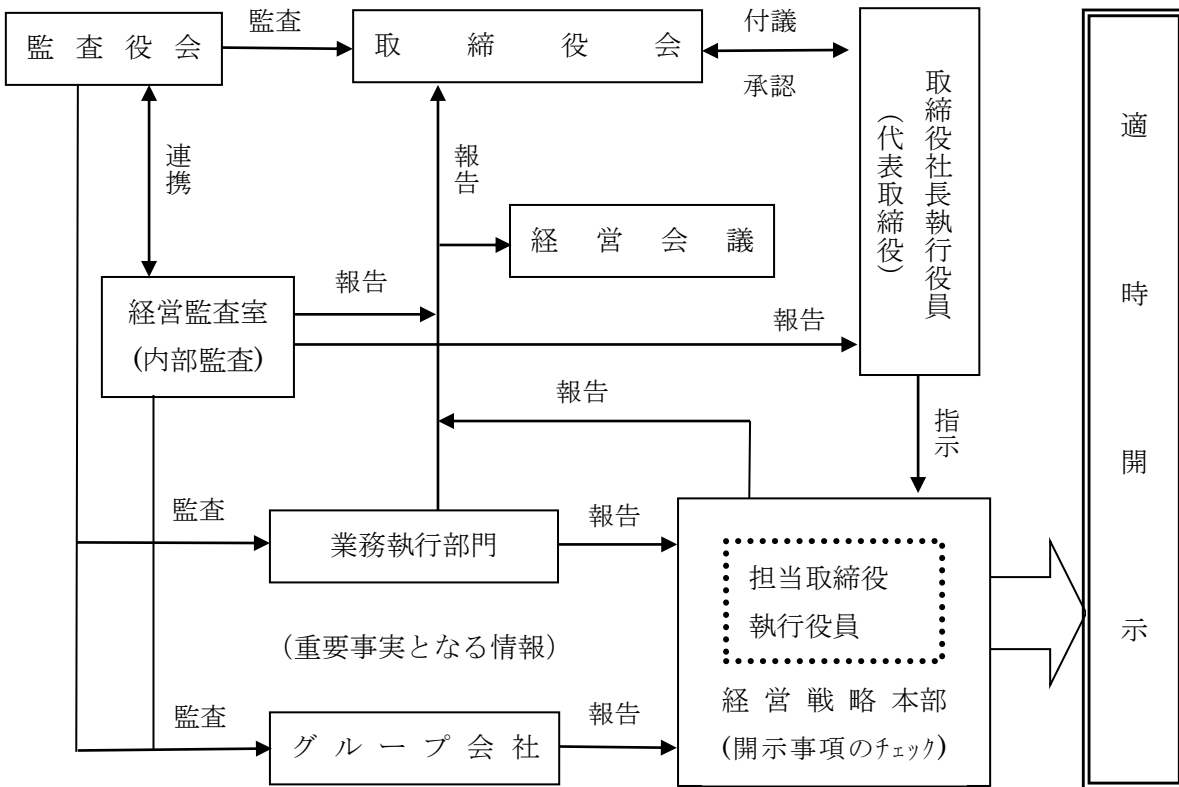 監査役会
監査
取締役会
付議
承認
取締役社長執行役員
（代表取締役）
適時開示
連携
報告
経営会議
経営監査室
(内部監査)
報告
報告
報告
指示
監査
業務執行部門
報告
担当取締役
執行役員
（重要事実となる情報）
経営戦略本部
(開示事項のチェック)
監査
グループ会社
報告